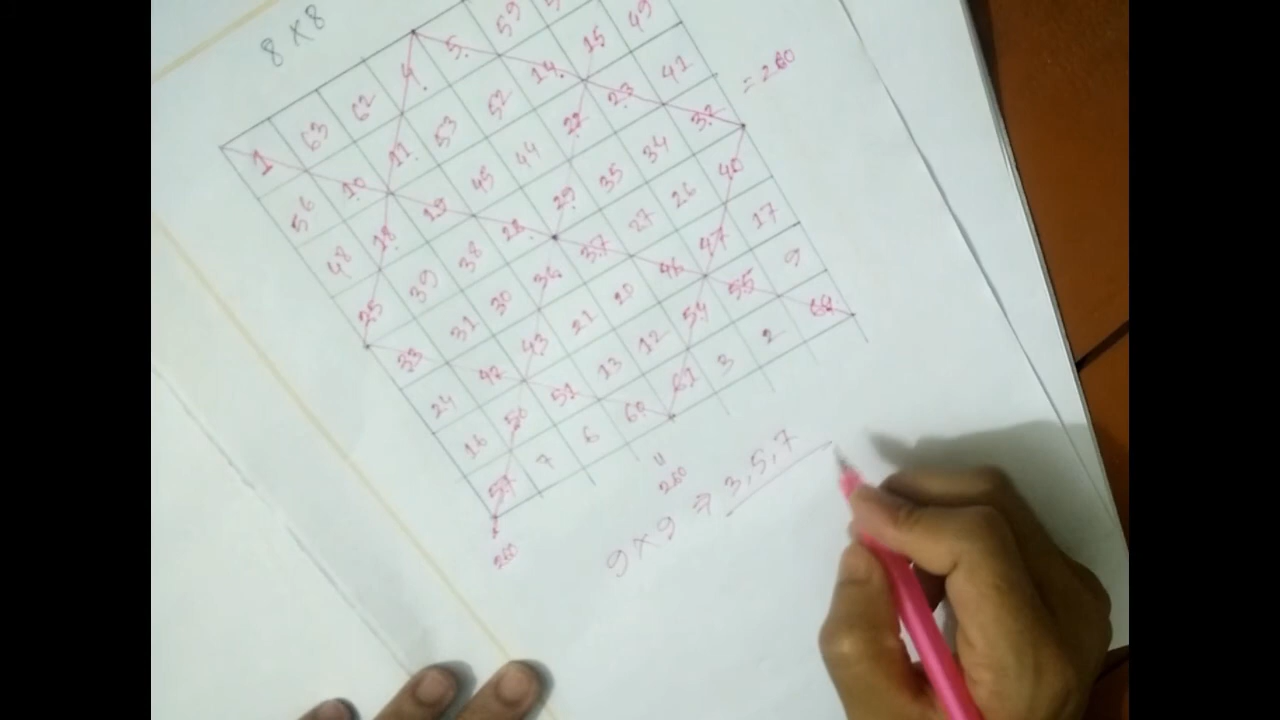 8 × 8
1 63 62 4 5 59
56 10 11 53 52 14 15 49
48 18 19 45 44 22 23 41
25 39 38 28 29 35 34 32
= 260
33 31 30 36 37 27 26 40
24 42 43 21 20 46 47 17
16 50 51 13 12 54 55 9
57 7 6 60 61 3 2 64
=
260
260
9 × 9 ⇒ 3, 5, 7